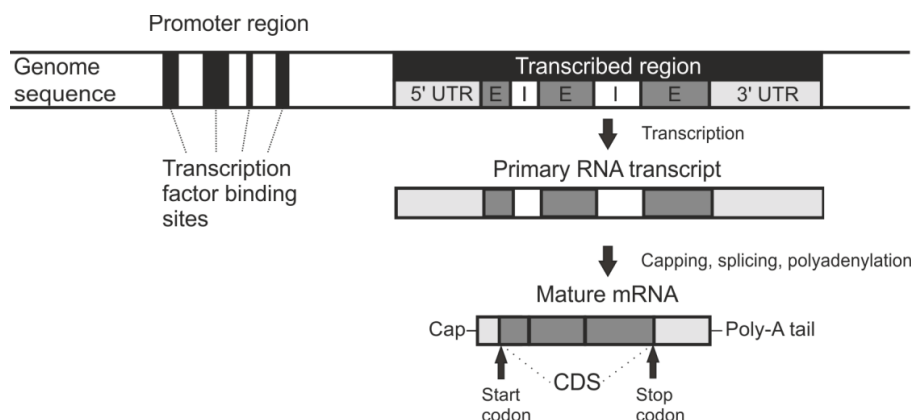 Promoter region
Genome
sequence
Transcribed region
5' UTR E I E I E 3' UTR
Transcription
Transcription
factor binding
sites
Primary RNA transcript
Capping, splicing, polyadenylation
Mature mRNA
Cap
Poly-A tail
CDS
Start
codon
Stop
codon